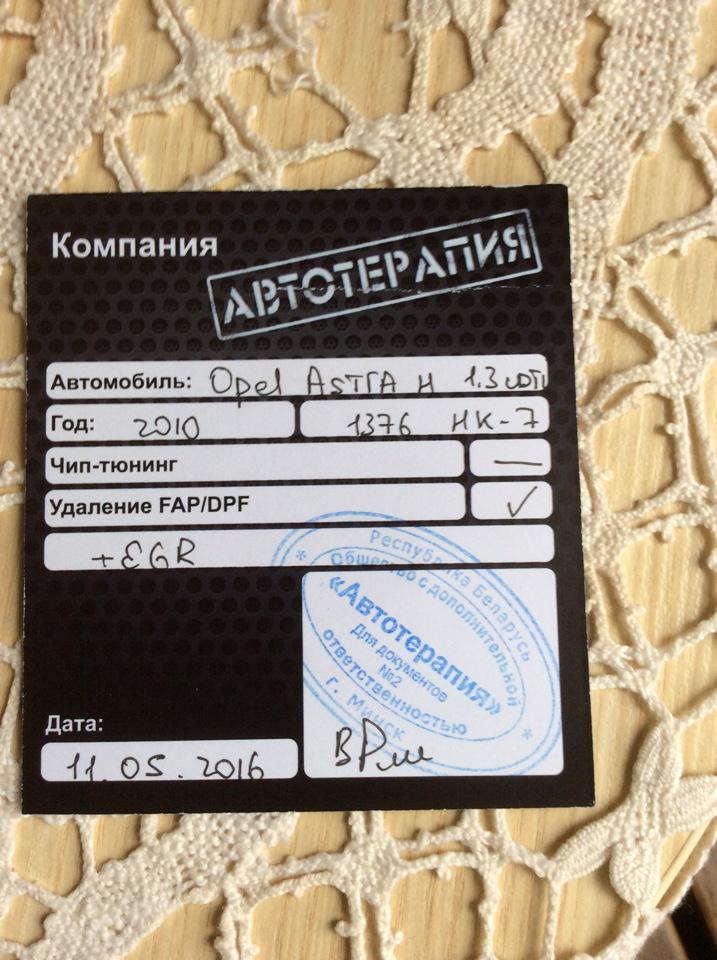 Компания
АВТОТЕРАПИЯ
Автомобиль: Opel Astra H 1.3 cdti
Год: 2010 1376 HK-7
Чип-тюнинг —
Удаление FAP/DPF ✓
+EGR
Республика Беларусь
Общество с дополнительной
ответственностью
«Автотерапия»
Для документов
№2
г. Минск
Дата:
11.05.2016